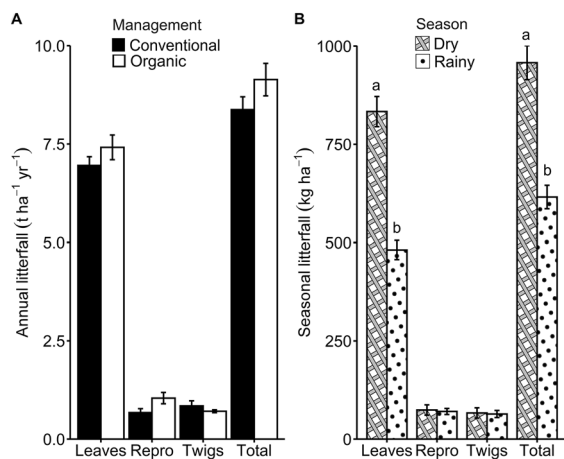 A
Management
Conventional
Organic
Annual litterfall (t ha⁻¹ yr⁻¹)
10.0
7.5
5.0
2.5
0.0
Leaves Repro Twigs Total
B
Season
Dry
Rainy
Seasonal litterfall (kg ha⁻¹)
1000
750
500
250
0
a
b
a
b
Leaves Repro Twigs Total